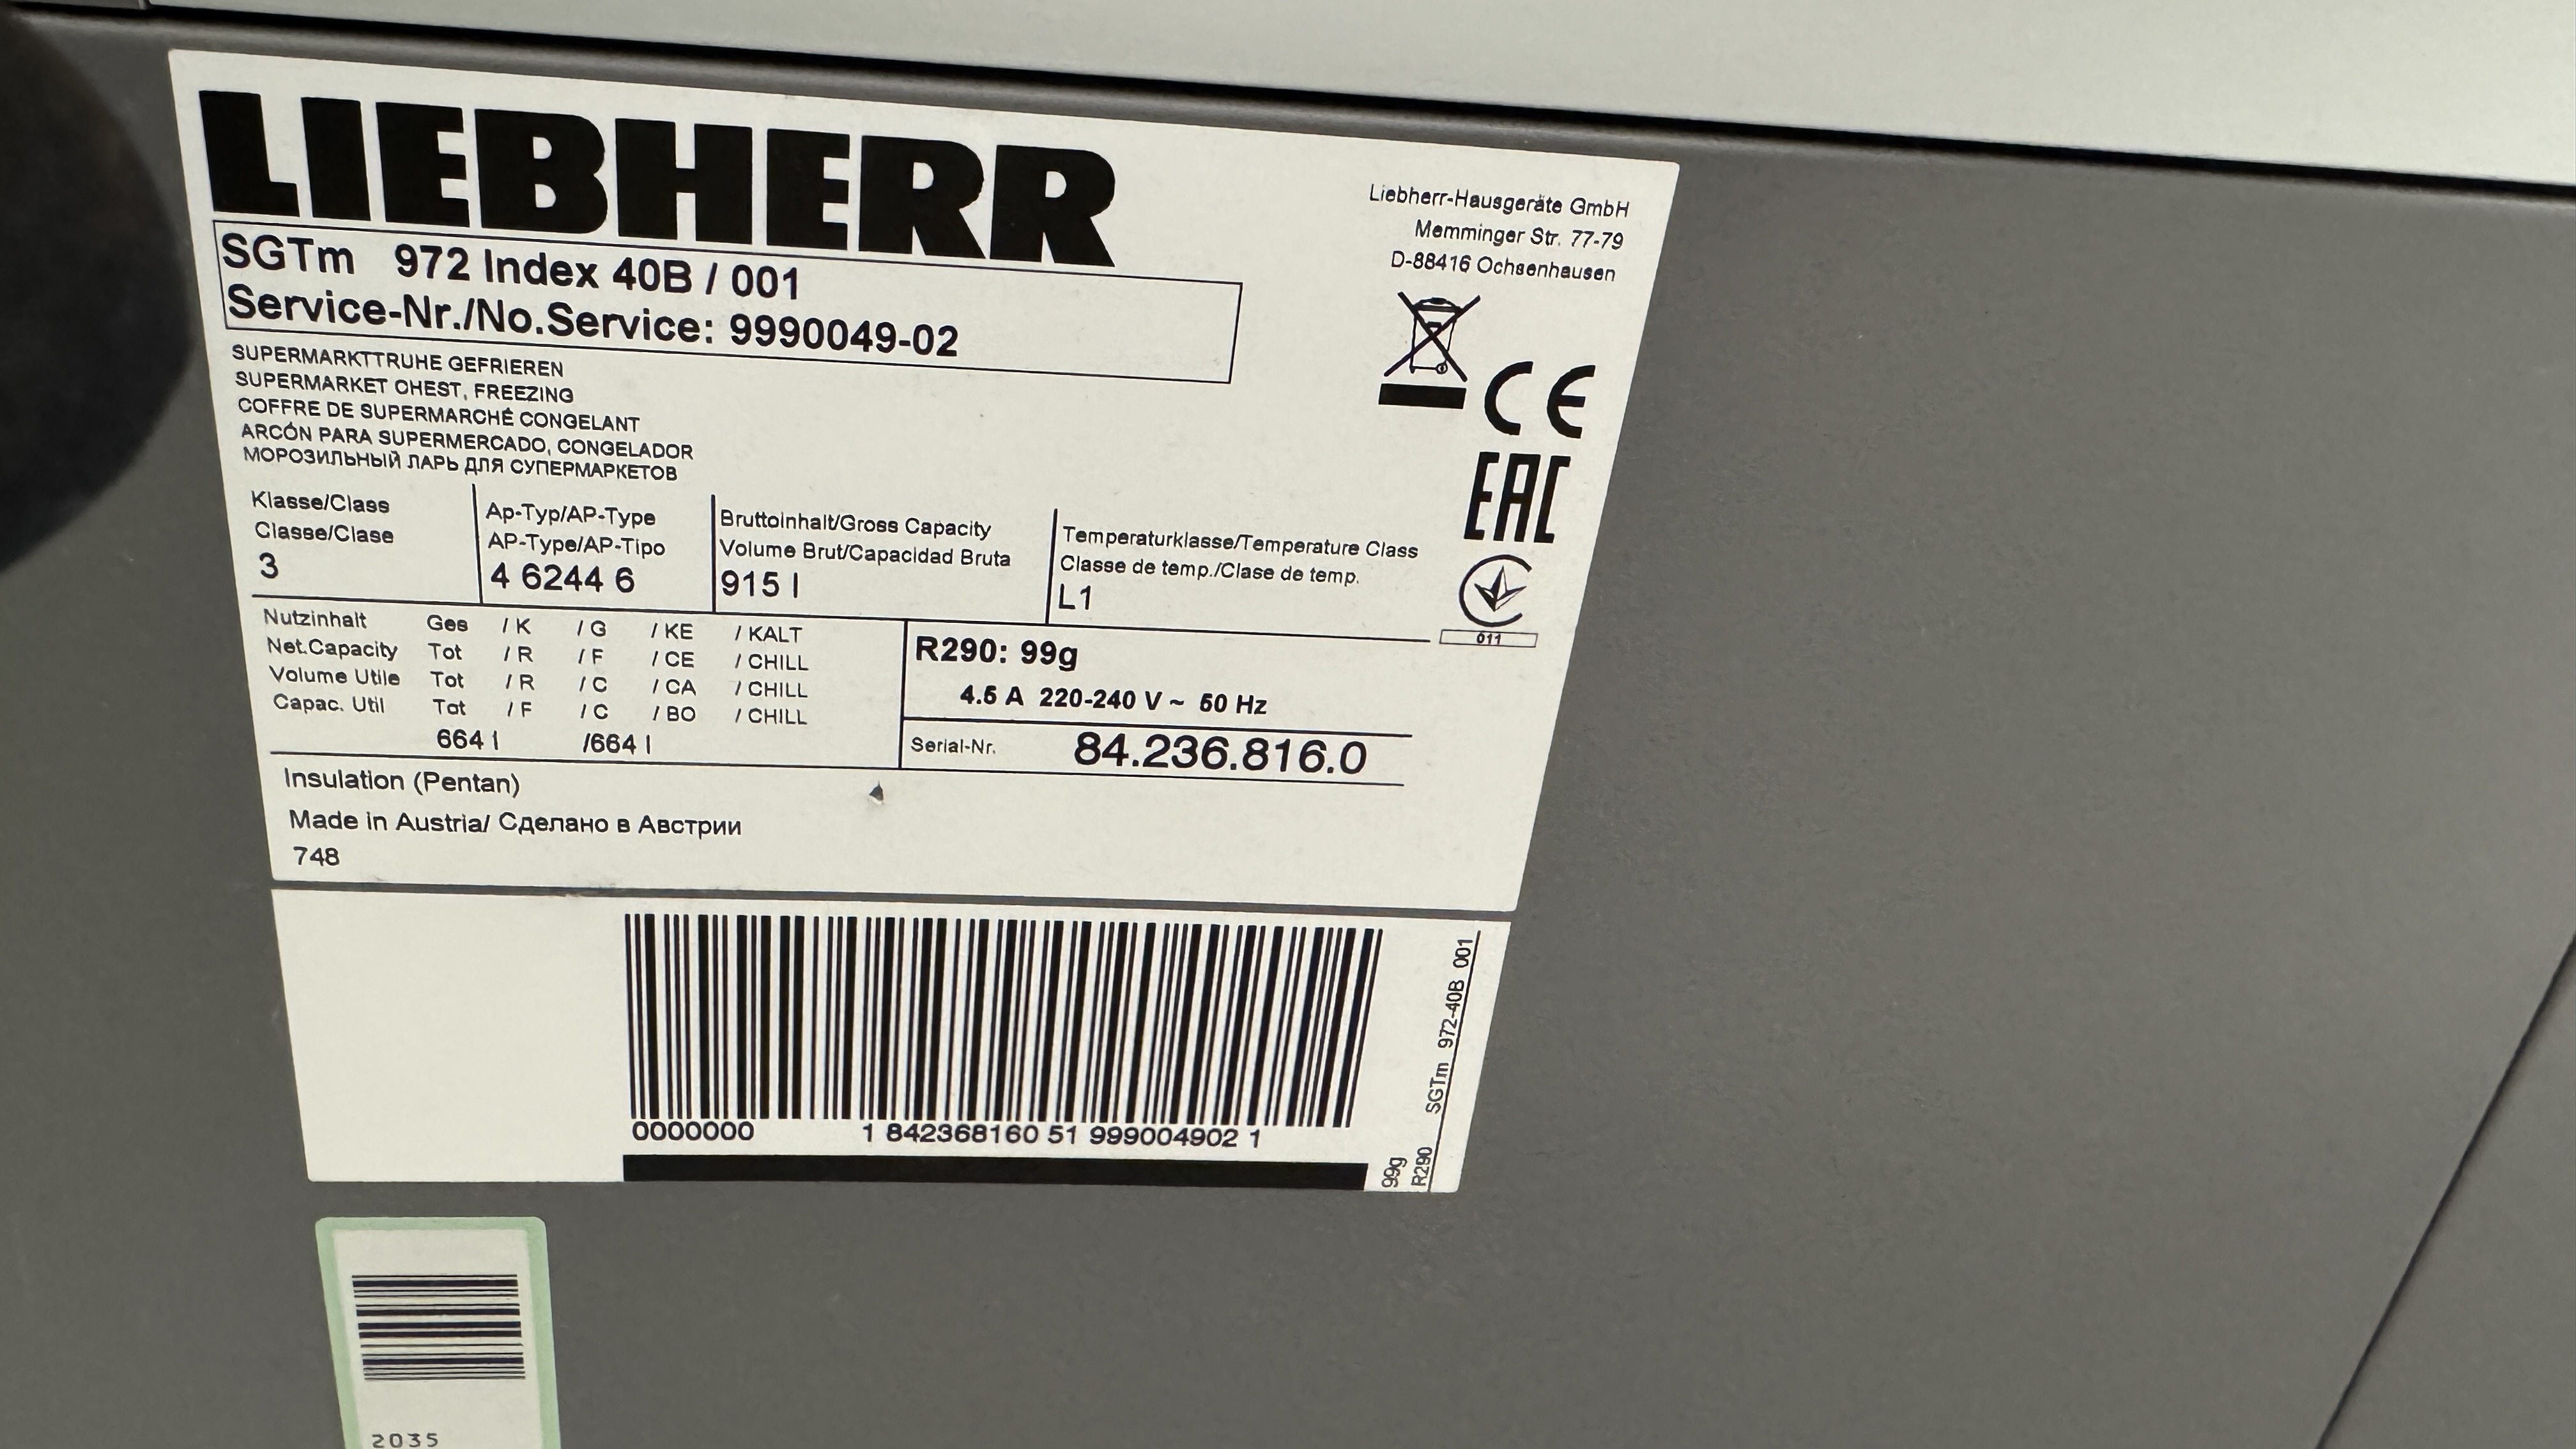 LIEBHERR
SGTm 972 Index 40B / 001
Service-Nr./No.Service: 9990049-02
Liebherr-Hausgeräte GmbH
Memminger Str. 77-79
D-88416 Ochsenhausen
SUPERMARKTTRUHE GEFRIEREN
SUPERMARKET CHEST, FREEZING
COFFRE DE SUPERMARCHÉ CONGELANT
ARCÓN PARA SUPERMERCADO, CONGELADOR
МОРОЗИЛЬНЫЙ ЛАРЬ ДЛЯ СУПЕРМАРКЕТОВ
CE
EAC
011
Klasse/Class
Classe/Clase
3
Ap-Typ/AP-Type
AP-Type/AP-Tipo
4 6244 6
Bruttoinhalt/Gross Capacity
Volume Brut/Capacidad Bruta
915 l
Temperaturklasse/Temperature Class
Classe de temp./Clase de temp.
L1
Nutzinhalt Ges / K / G / KE / KALT
Net.Capacity Tot / R / F / CE / CHILL
Volume Utile Tot / R / C / CA / CHILL
Capac. Util Tot / F / C / BO / CHILL
664 l /664 l
R290: 99g
4.5 A 220-240 V ~ 50 Hz
Serial-Nr. 84.236.816.0
Insulation (Pentan)
Made in Austria/ Сделано в Австрии
748
0000000 1 842368160 51 999004902 1
99g
R290 SGTm 972-40B 001
2035